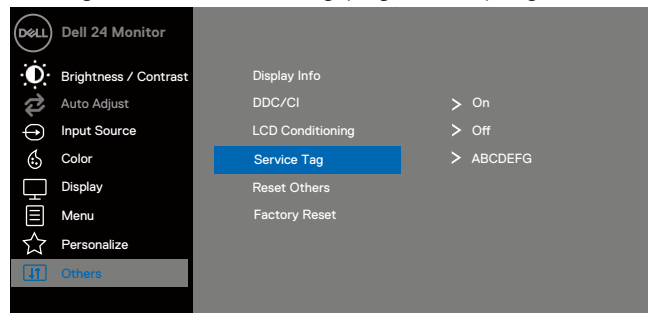 DELL Dell 24 Monitor
Brightness / Contrast Display Info
Auto Adjust DDC/CI > On
Input Source LCD Conditioning > Off
Color Service Tag > ABCDEFG
Display Reset Others
Menu Factory Reset
Personalize
Others